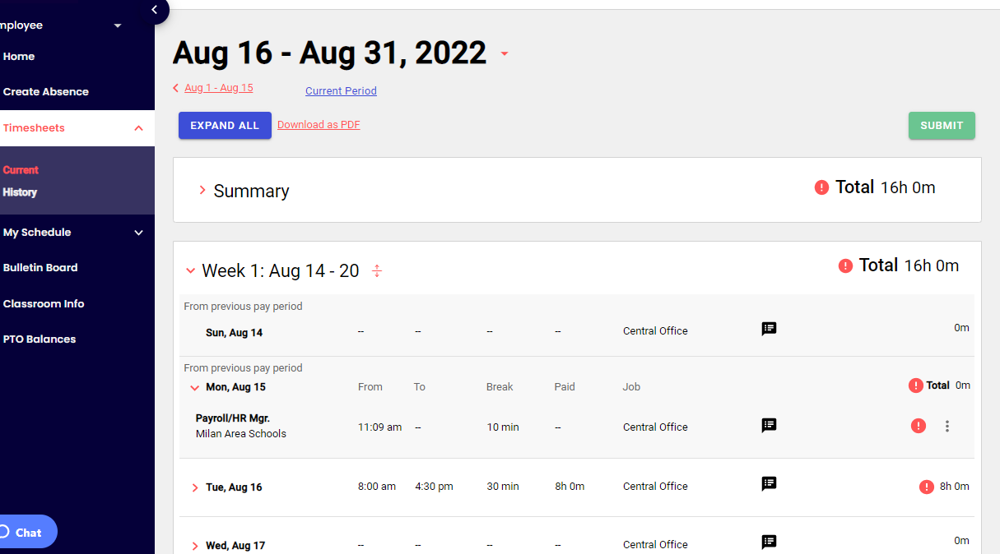 mployee
Home
Create Absence
Timesheets
Current
History
My Schedule
Bulletin Board
Classroom Info
PTO Balances
Chat
Aug 16 - Aug 31, 2022
Aug 1 - Aug 15 Current Period
EXPAND ALL Download as PDF SUBMIT
Summary Total 16h 0m
Week 1: Aug 14 - 20 Total 16h 0m
From previous pay period
Sun, Aug 14 -- -- -- -- Central Office 0m
From previous pay period
Mon, Aug 15 From To Break Paid Job Total 0m
Payroll/HR Mgr.
Milan Area Schools 11:09 am -- 10 min -- Central Office
Tue, Aug 16 8:00 am 4:30 pm 30 min 8h 0m Central Office 8h 0m
Wed, Aug 17 -- -- -- -- Central Office 0m